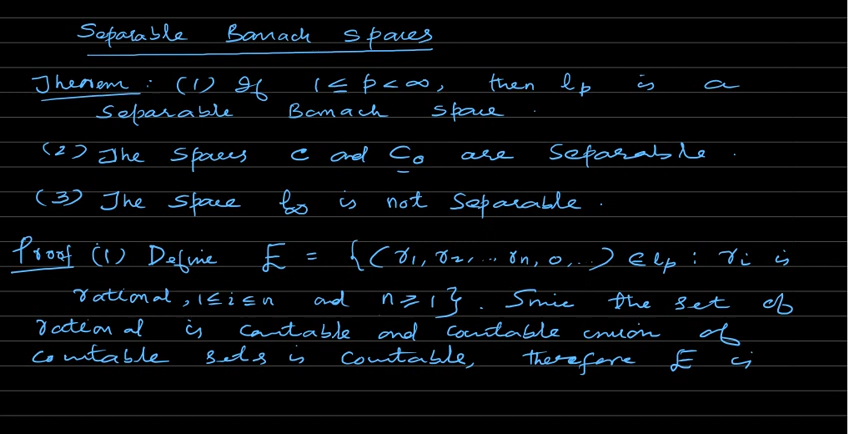 Separable Banach spaces
Theorem : (1) If 1 ≤ p < ∞, then lp is a
separable Banach space.
(2) The spaces c and c₀ are separable.
(3) The space l∞ is not separable.
Proof (1) Define E = { (r₁, r₂, ... rₙ, 0, ...) ∈ lp : rᵢ is
rational, 1 ≤ i ≤ n and n ≥ 1 }. Since the set of
rational is countable and countable union of
countable sets is countable, therefore E is